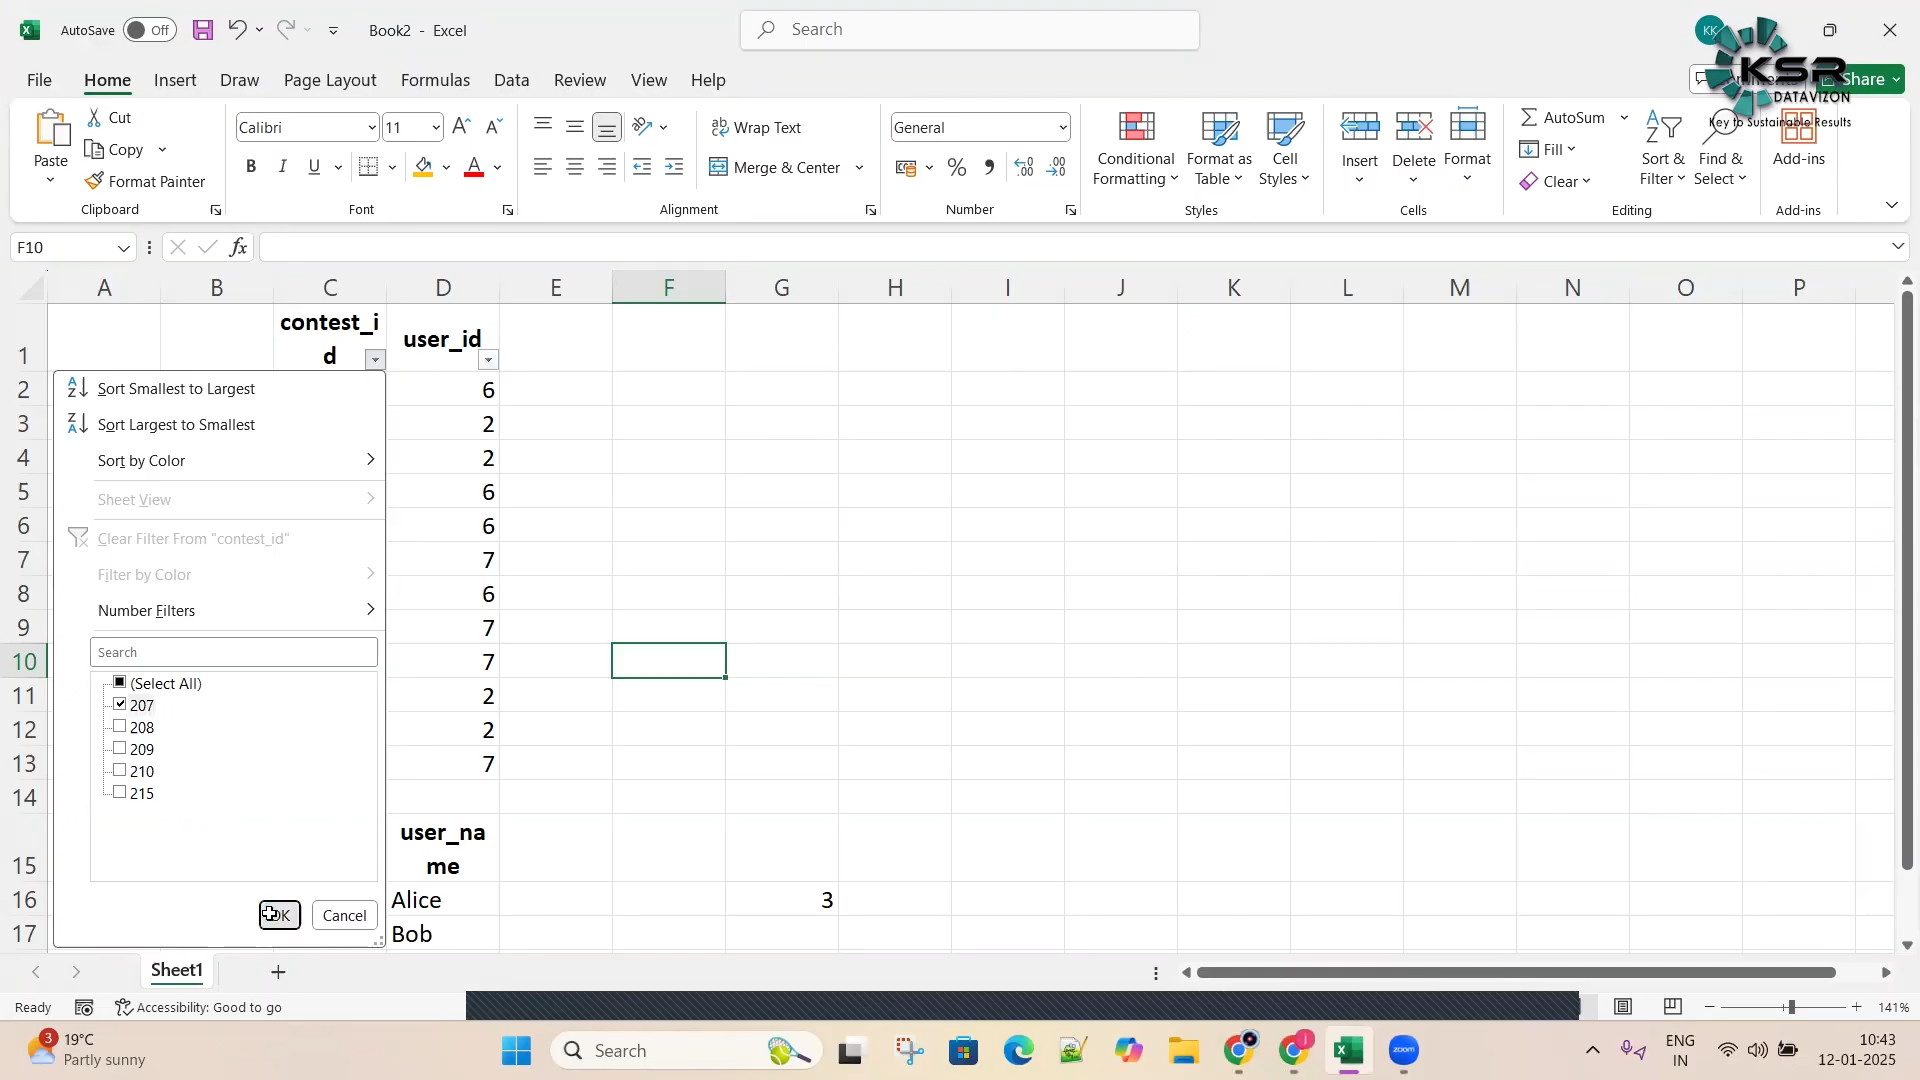 AutoSave Off Book2 - Excel Search KK
File Home Insert Draw Page Layout Formulas Data Review View Help Share
KSR
DATAVIZON
Key to Sustainable Results
Paste Cut Copy Format Painter Clipboard
Calibri 11 B I U A Font
Wrap Text Merge & Center Alignment
General % Number
Conditional Formatting Format as Table Cell Styles Styles
Insert Delete Format Cells
AutoSum Fill Clear Sort & Filter Find & Select Editing
Add-ins Add-ins
F10 fx
A B C D E F G H I J K L M N O P
1 contest_id user_id
2 6
3 2
4 2
5 6
6 6
7 7
8 6
9 7
10 7
11 2
12 2
13 7
14
15 user_name
16 Alice 3
17 Bob
Sort Smallest to Largest
Sort Largest to Smallest
Sort by Color
Sheet View
Clear Filter From "contest_id"
Filter by Color
Number Filters
Search
(Select All)
207
208
209
210
215
OK Cancel
Sheet1
Ready Accessibility: Good to go 141%
3 19°C
Partly sunny
Search
zoom
ENG
IN
10:43
12-01-2025